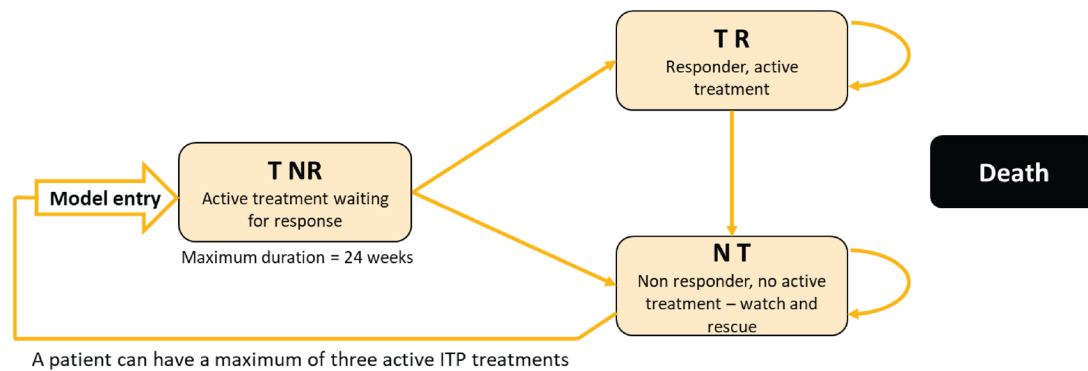 T R
Responder, active
treatment
Death
T NR
Active treatment waiting
for response
Model entry
Maximum duration = 24 weeks
N T
Non responder, no active
treatment – watch and
rescue
A patient can have a maximum of three active ITP treatments